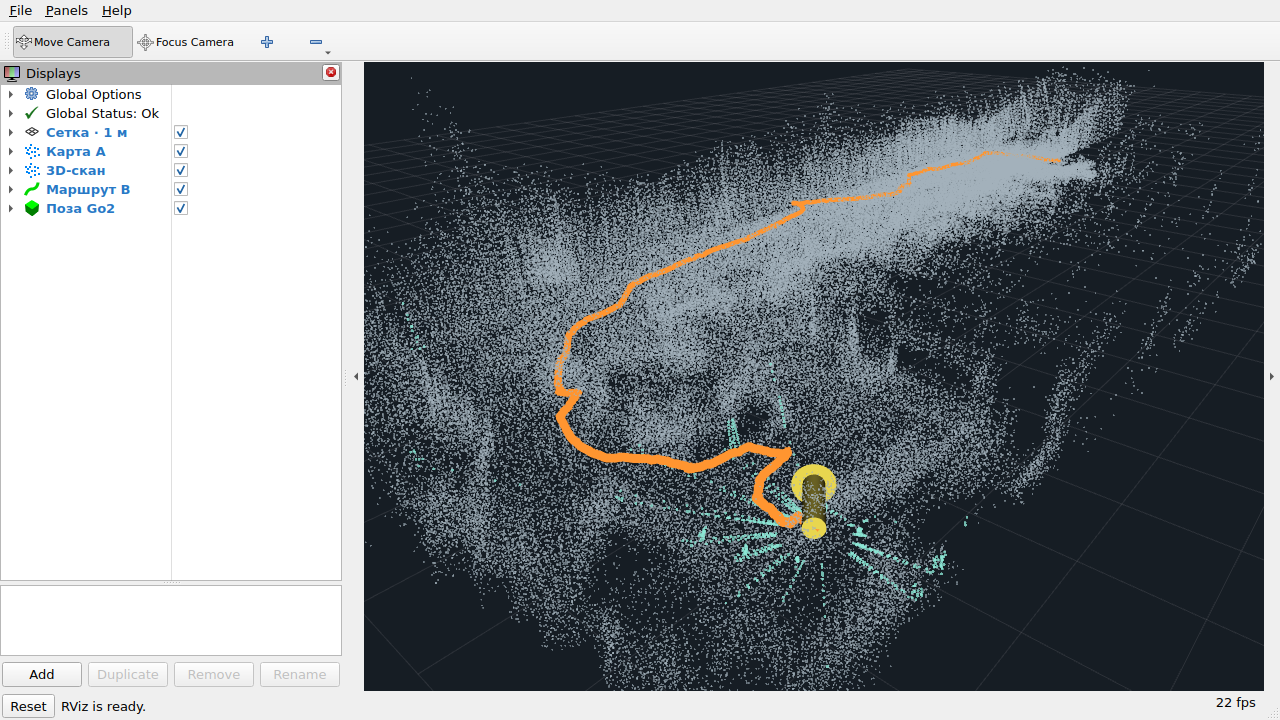 File Panels Help
Move Camera Focus Camera
Displays
Global Options
Global Status: Ok
Сетка · 1 м
Карта A
3D-скан
Маршрут B
Поза Go2
Add Duplicate Remove Rename
Reset RViz is ready. 22 fps